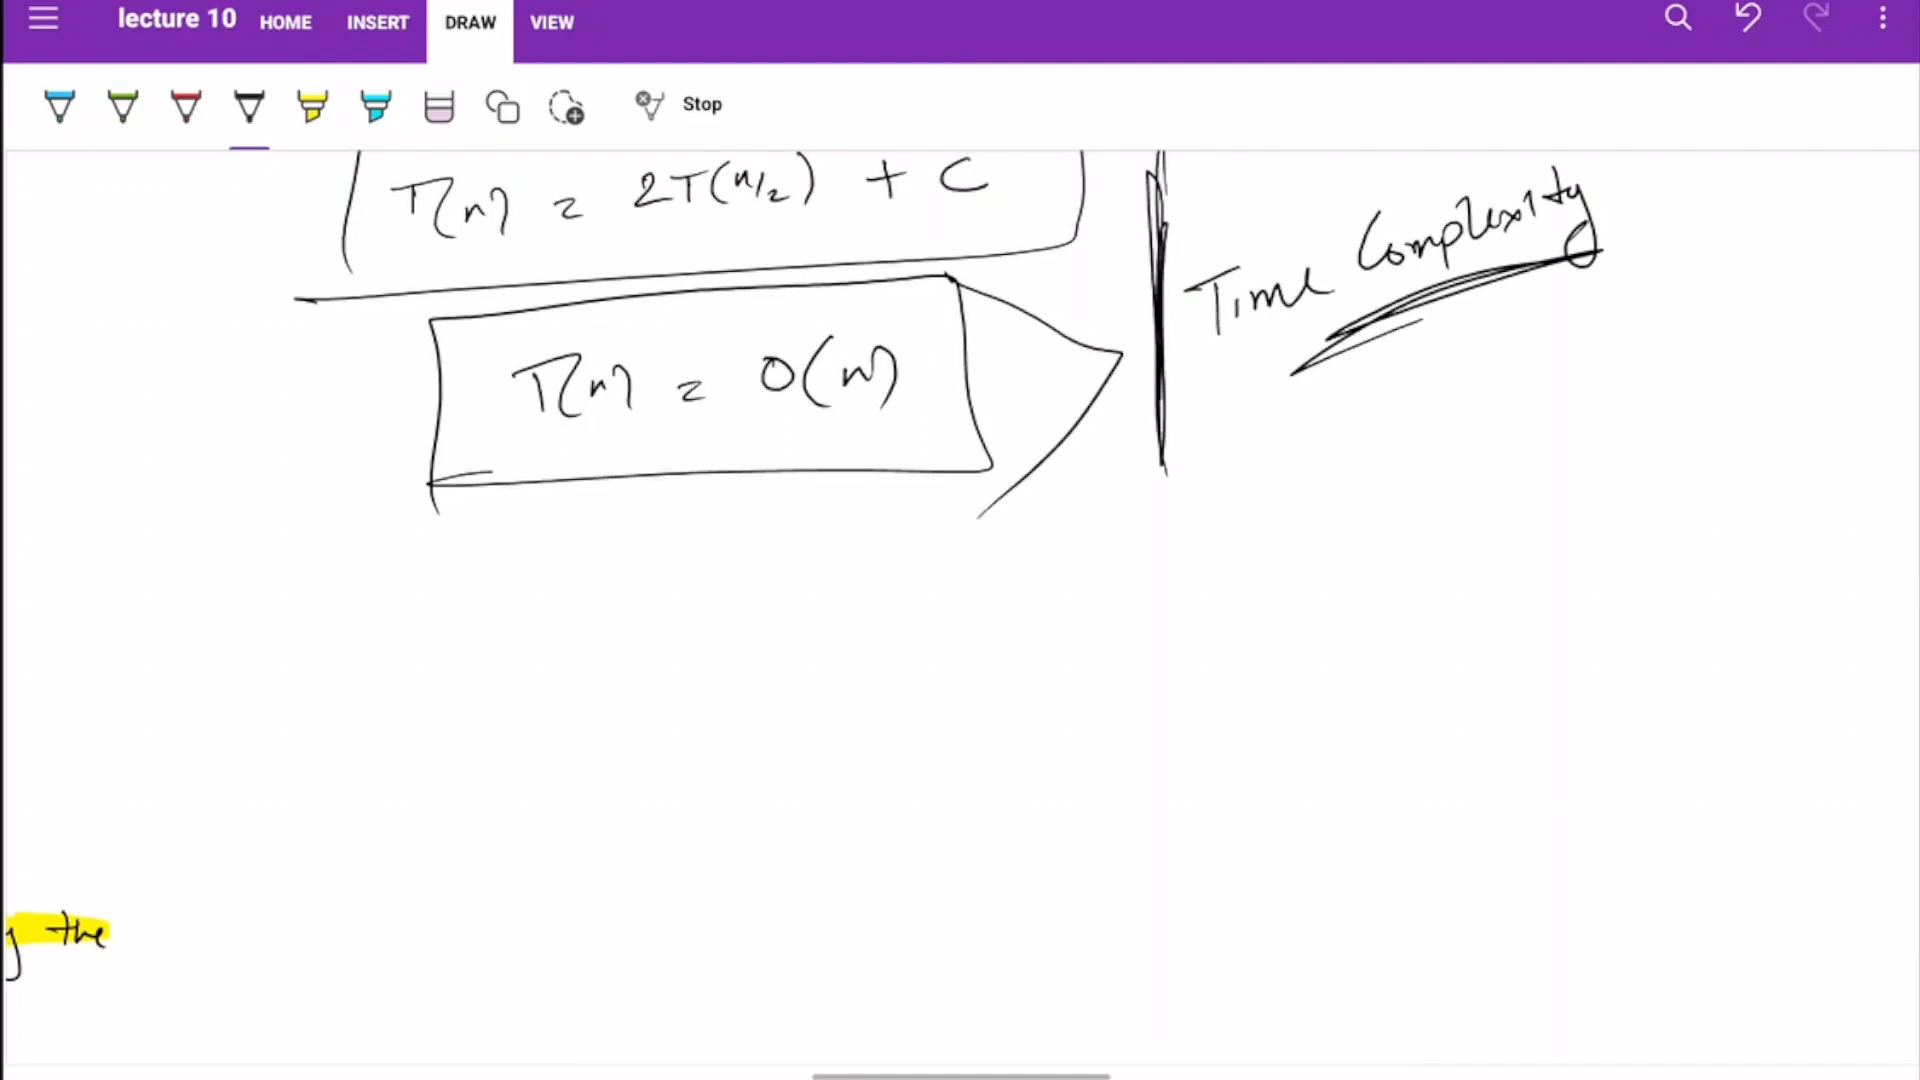 lecture 10 HOME INSERT DRAW VIEW
Stop
T(n) = 2T(n/2) + C
Time Complexity
T(n) = O(n)
y the